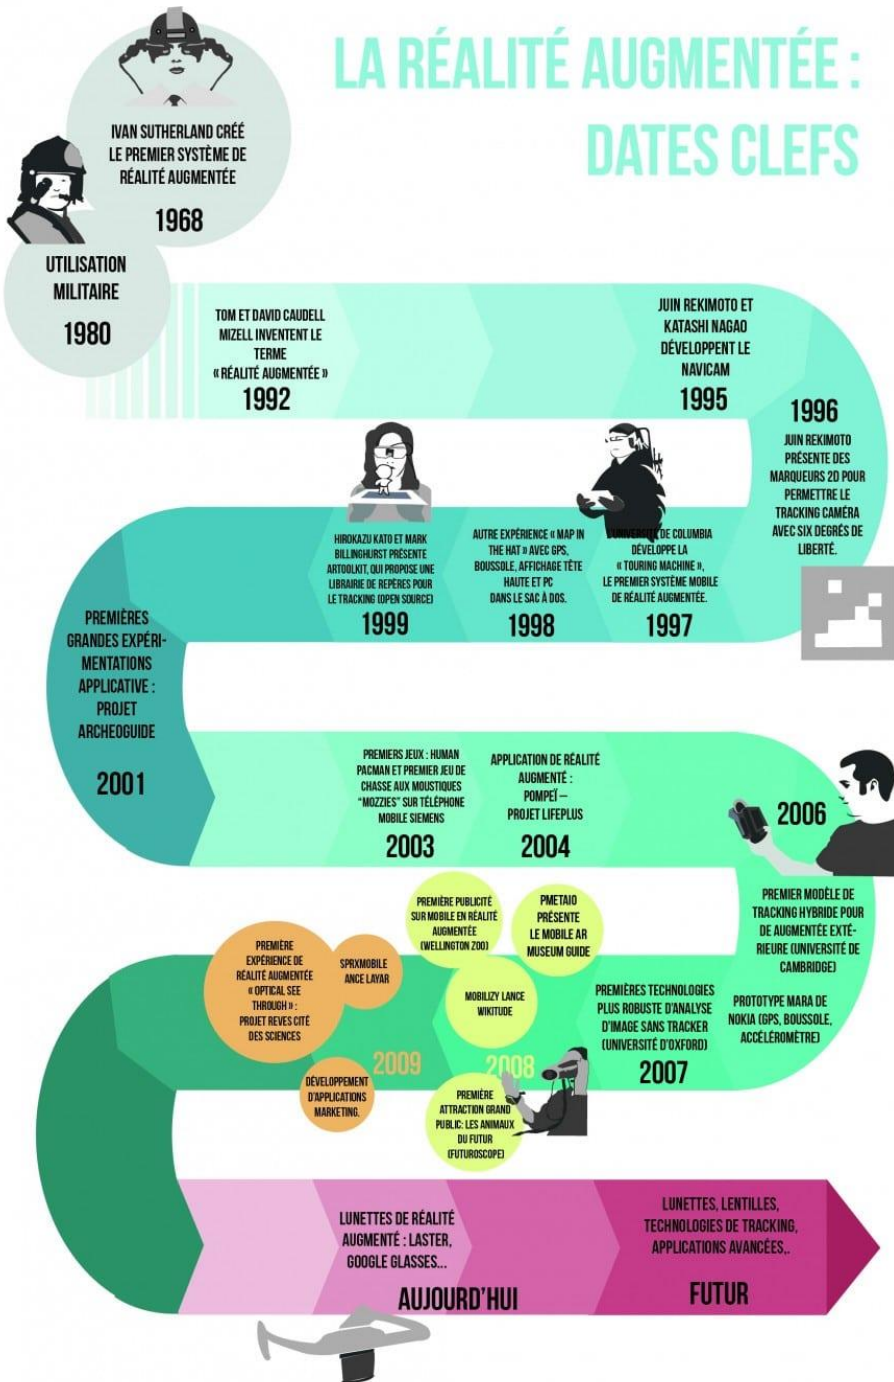 LA RÉALITÉ AUGMENTÉE :
DATES CLEFS
IVAN SUTHERLAND CRÉÉ
LE PREMIER SYSTÈME DE
RÉALITÉ AUGMENTÉE
1968
UTILISATION
MILITAIRE
1980
TOM ET DAVID CAUDELL
MIZELL INVENTENT LE
TERME
« RÉALITÉ AUGMENTÉE »
1992
JUIN REKIMOTO ET
KATASHI NAGAO
DÉVELOPPENT LE
NAVICAM
1995
1996
JUIN REKIMOTO
PRÉSENTE DES
MARQUEURS 2D POUR
PERMETTRE LE
TRACKING CAMÉRA
AVEC SIX DEGRÉS DE
LIBERTÉ.
L'UNIVERSITÉ DE COLUMBIA
DÉVELOPPE LA
« TOURING MACHINE »,
LE PREMIER SYSTÈME MOBILE
DE RÉALITÉ AUGMENTÉE.
1997
AUTRE EXPÉRIENCE « MAP IN
THE HAT » AVEC GPS,
BOUSSOLE, AFFICHAGE TÊTE
HAUTE ET PC
DANS LE SAC À DOS.
1998
HIROKAZU KATO ET MARK
BILLINGHURST PRÉSENTE
ARTOOLKIT, QUI PROPOSE UNE
LIBRAIRIE DE REPÈRES POUR
LE TRACKING (OPEN SOURCE)
1999
PREMIÈRES
GRANDES EXPÉRI-
MENTATIONS
APPLICATIVE :
PROJET
ARCHEOGUIDE
2001
PREMIERS JEUX : HUMAN
PACMAN ET PREMIER JEU DE
CHASSE AUX MOUSTIQUES
"MOZZIES" SUR TÉLÉPHONE
MOBILE SIEMENS
2003
APPLICATION DE RÉALITÉ
AUGMENTÉ :
POMPEÏ –
PROJET LIFEPLUS
2004
2006
PREMIER MODÈLE DE
TRACKING HYBRIDE POUR
DE AUGMENTÉE EXTÉ-
RIEURE (UNIVERSITÉ DE
CAMBRIDGE)
PROTOTYPE MARA DE
NOKIA (GPS, BOUSSOLE,
ACCÉLÉROMÈTRE)
PREMIÈRES TECHNOLOGIES
PLUS ROBUSTE D'ANALYSE
D'IMAGE SANS TRACKER
(UNIVERSITÉ D'OXFORD)
2007
PREMIÈRE PUBLICITÉ
SUR MOBILE EN RÉALITÉ
AUGMENTÉE
(WELLINGTON ZOO)
PMETAIO
PRÉSENTE
LE MOBILE AR
MUSEUM GUIDE
MOBILIZY LANCE
WIKITUDE
2008
PREMIÈRE
ATTRACTION GRAND
PUBLIC: LES ANIMAUX
DU FUTUR
(FUTUROSCOPE)
PREMIÈRE
EXPÉRIENCE DE
RÉALITÉ AUGMENTÉE
« OPTICAL SEE
THROUGH » :
PROJET REVES CITÉ
DES SCIENCES
SPRXMOBILE
ANCE LAYAR
2009
DÉVELOPPEMENT
D'APPLICATIONS
MARKETING.
LUNETTES DE RÉALITÉ
AUGMENTÉ : LASTER,
GOOGLE GLASSES...
AUJOURD'HUI
LUNETTES, LENTILLES,
TECHNOLOGIES DE TRACKING,
APPLICATIONS AVANCÉES,.
FUTUR